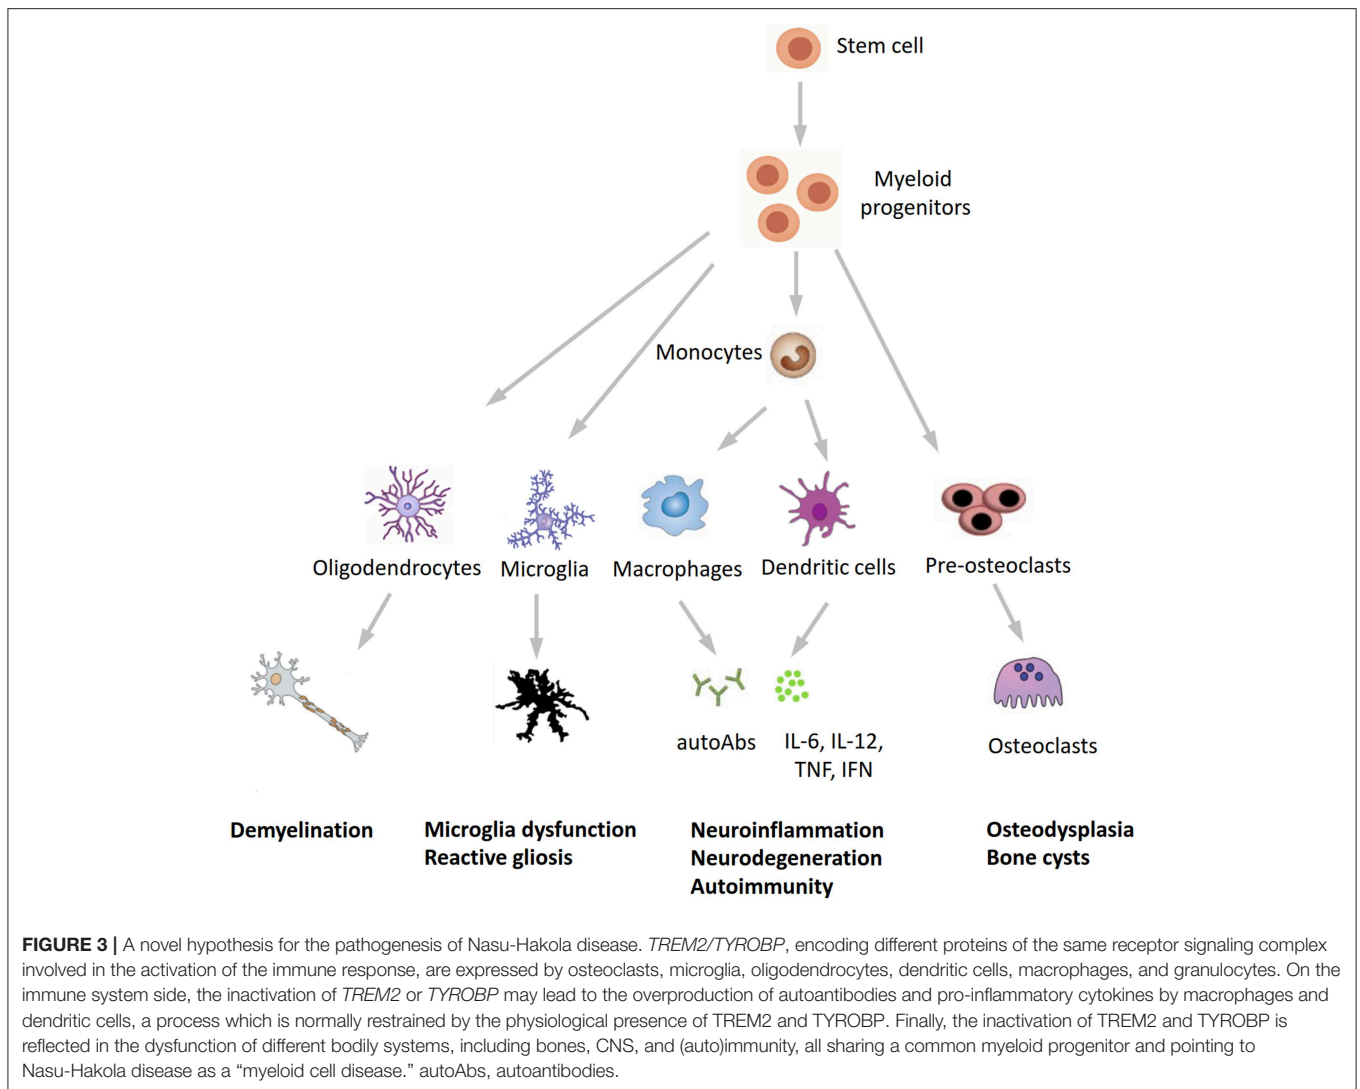 Stem cell
Myeloid
progenitors
Monocytes
Oligodendrocytes
Microglia
Macrophages
Dendritic cells
Pre-osteoclasts
autoAbs
IL-6, IL-12,
TNF, IFN
Osteoclasts
Demyelination
Microglia dysfunction
Reactive gliosis
Neuroinflammation
Neurodegeneration
Autoimmunity
Osteodysplasia
Bone cysts
FIGURE 3 | A novel hypothesis for the pathogenesis of Nasu-Hakola disease. TREM2/TYROBP, encoding different proteins of the same receptor signaling complex
involved in the activation of the immune response, are expressed by osteoclasts, microglia, oligodendrocytes, dendritic cells, macrophages, and granulocytes. On the
immune system side, the inactivation of TREM2 or TYROBP may lead to the overproduction of autoantibodies and pro-inflammatory cytokines by macrophages and
dendritic cells, a process which is normally restrained by the physiological presence of TREM2 and TYROBP. Finally, the inactivation of TREM2 and TYROBP is
reflected in the dysfunction of different bodily systems, including bones, CNS, and (auto)immunity, all sharing a common myeloid progenitor and pointing to
Nasu-Hakola disease as a “myeloid cell disease.” autoAbs, autoantibodies.